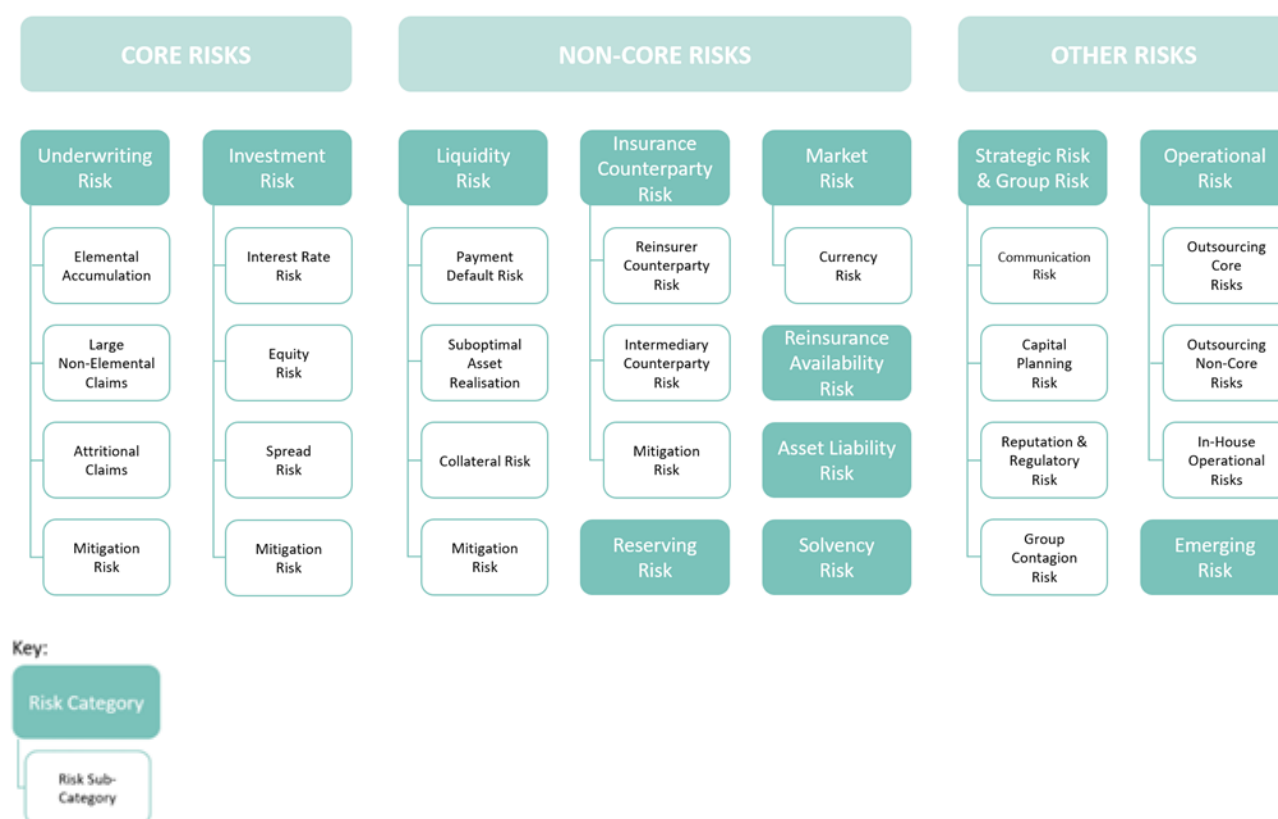 CORE RISKS
NON-CORE RISKS
OTHER RISKS
Underwriting
Risk
Elemental
Accumulation
Large
Non-Elemental
Claims
Attritional
Claims
Mitigation
Risk
Investment
Risk
Interest Rate
Risk
Equity
Risk
Spread
Risk
Mitigation
Risk
Liquidity
Risk
Payment
Default Risk
Suboptimal
Asset
Realisation
Collateral Risk
Mitigation
Risk
Insurance
Counterparty
Risk
Reinsurer
Counterparty
Risk
Intermediary
Counterparty
Risk
Mitigation
Risk
Reserving
Risk
Market
Risk
Currency
Risk
Reinsurance
Availability
Risk
Asset Liability
Risk
Solvency
Risk
Strategic Risk
& Group Risk
Communication
Risk
Capital
Planning
Risk
Reputation &
Regulatory
Risk
Group
Contagion
Risk
Operational
Risk
Outsourcing
Core
Risks
Outsourcing
Non-Core
Risks
In-House
Operational
Risks
Emerging
Risk
Key:
Risk Category
Risk Sub-
Category